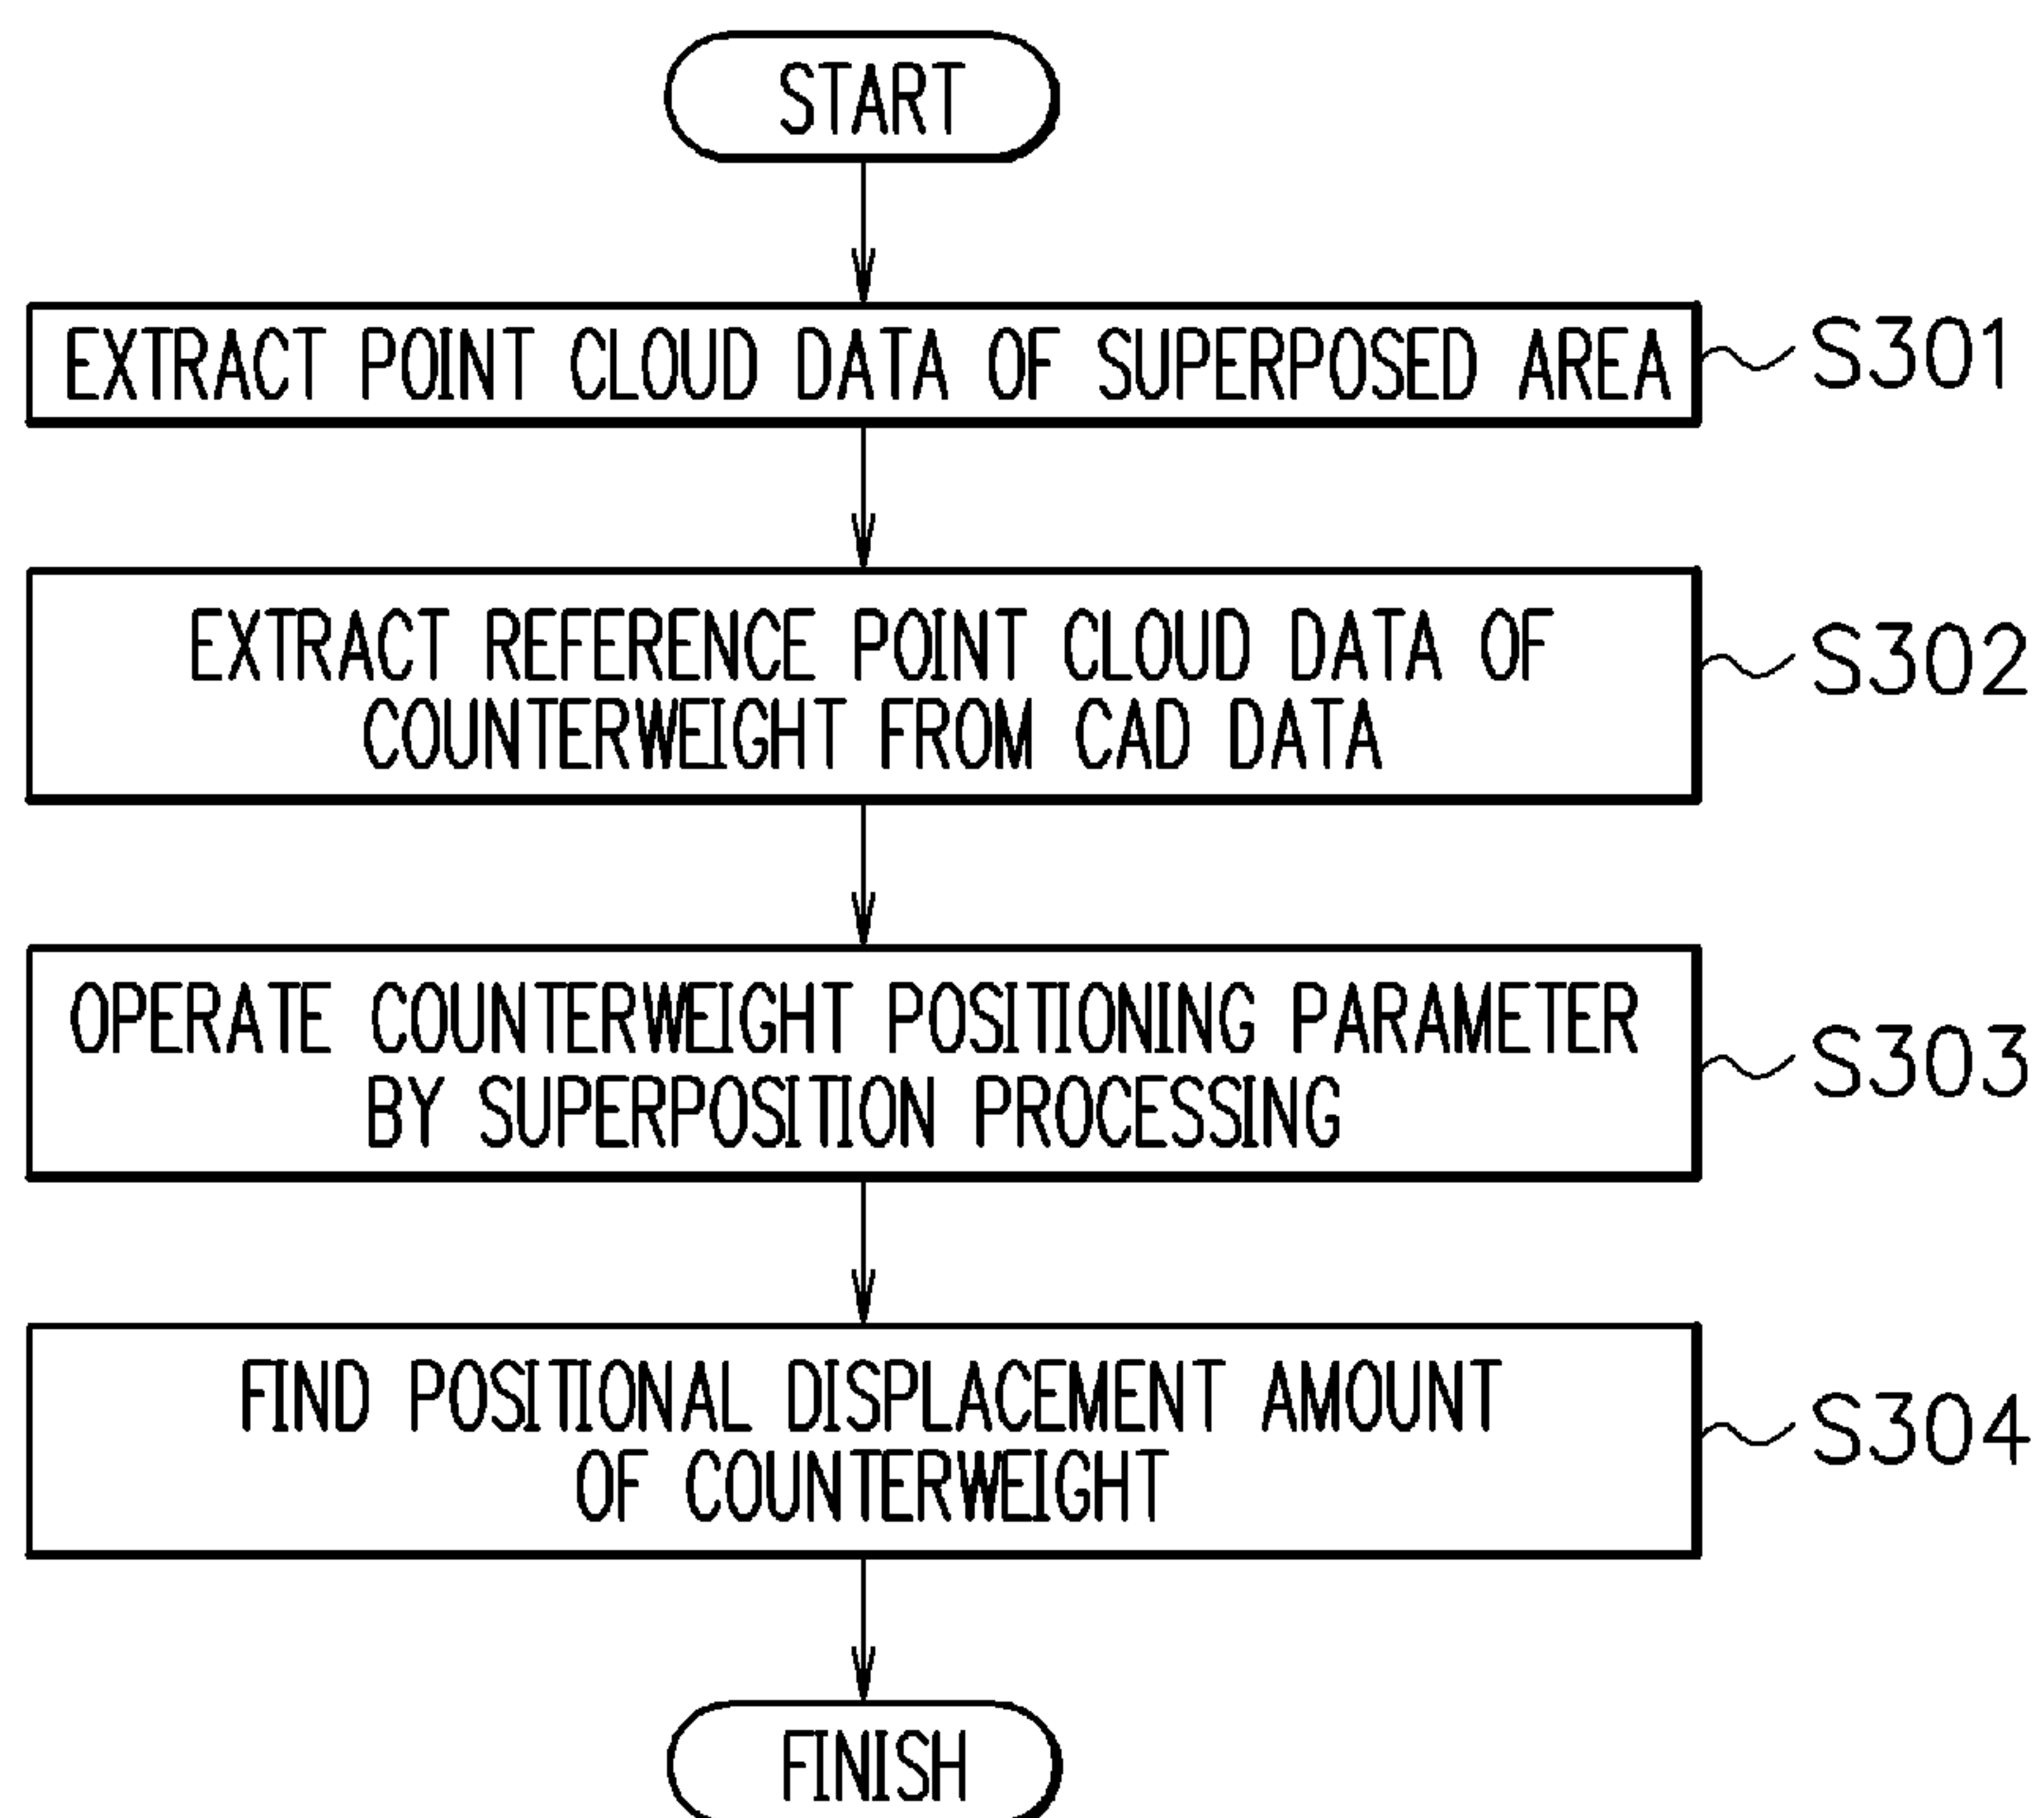 START
EXTRACT POINT CLOUD DATA OF SUPERPOSED AREA
S301
EXTRACT REFERENCE POINT CLOUD DATA OF
COUNTERWEIGHT FROM CAD DATA
S302
OPERATE COUNTERWEIGHT POSITIONING PARAMETER
BY SUPERPOSITION PROCESSING
S303
FIND POSITIONAL DISPLACEMENT AMOUNT
OF COUNTERWEIGHT
S304
FINISH